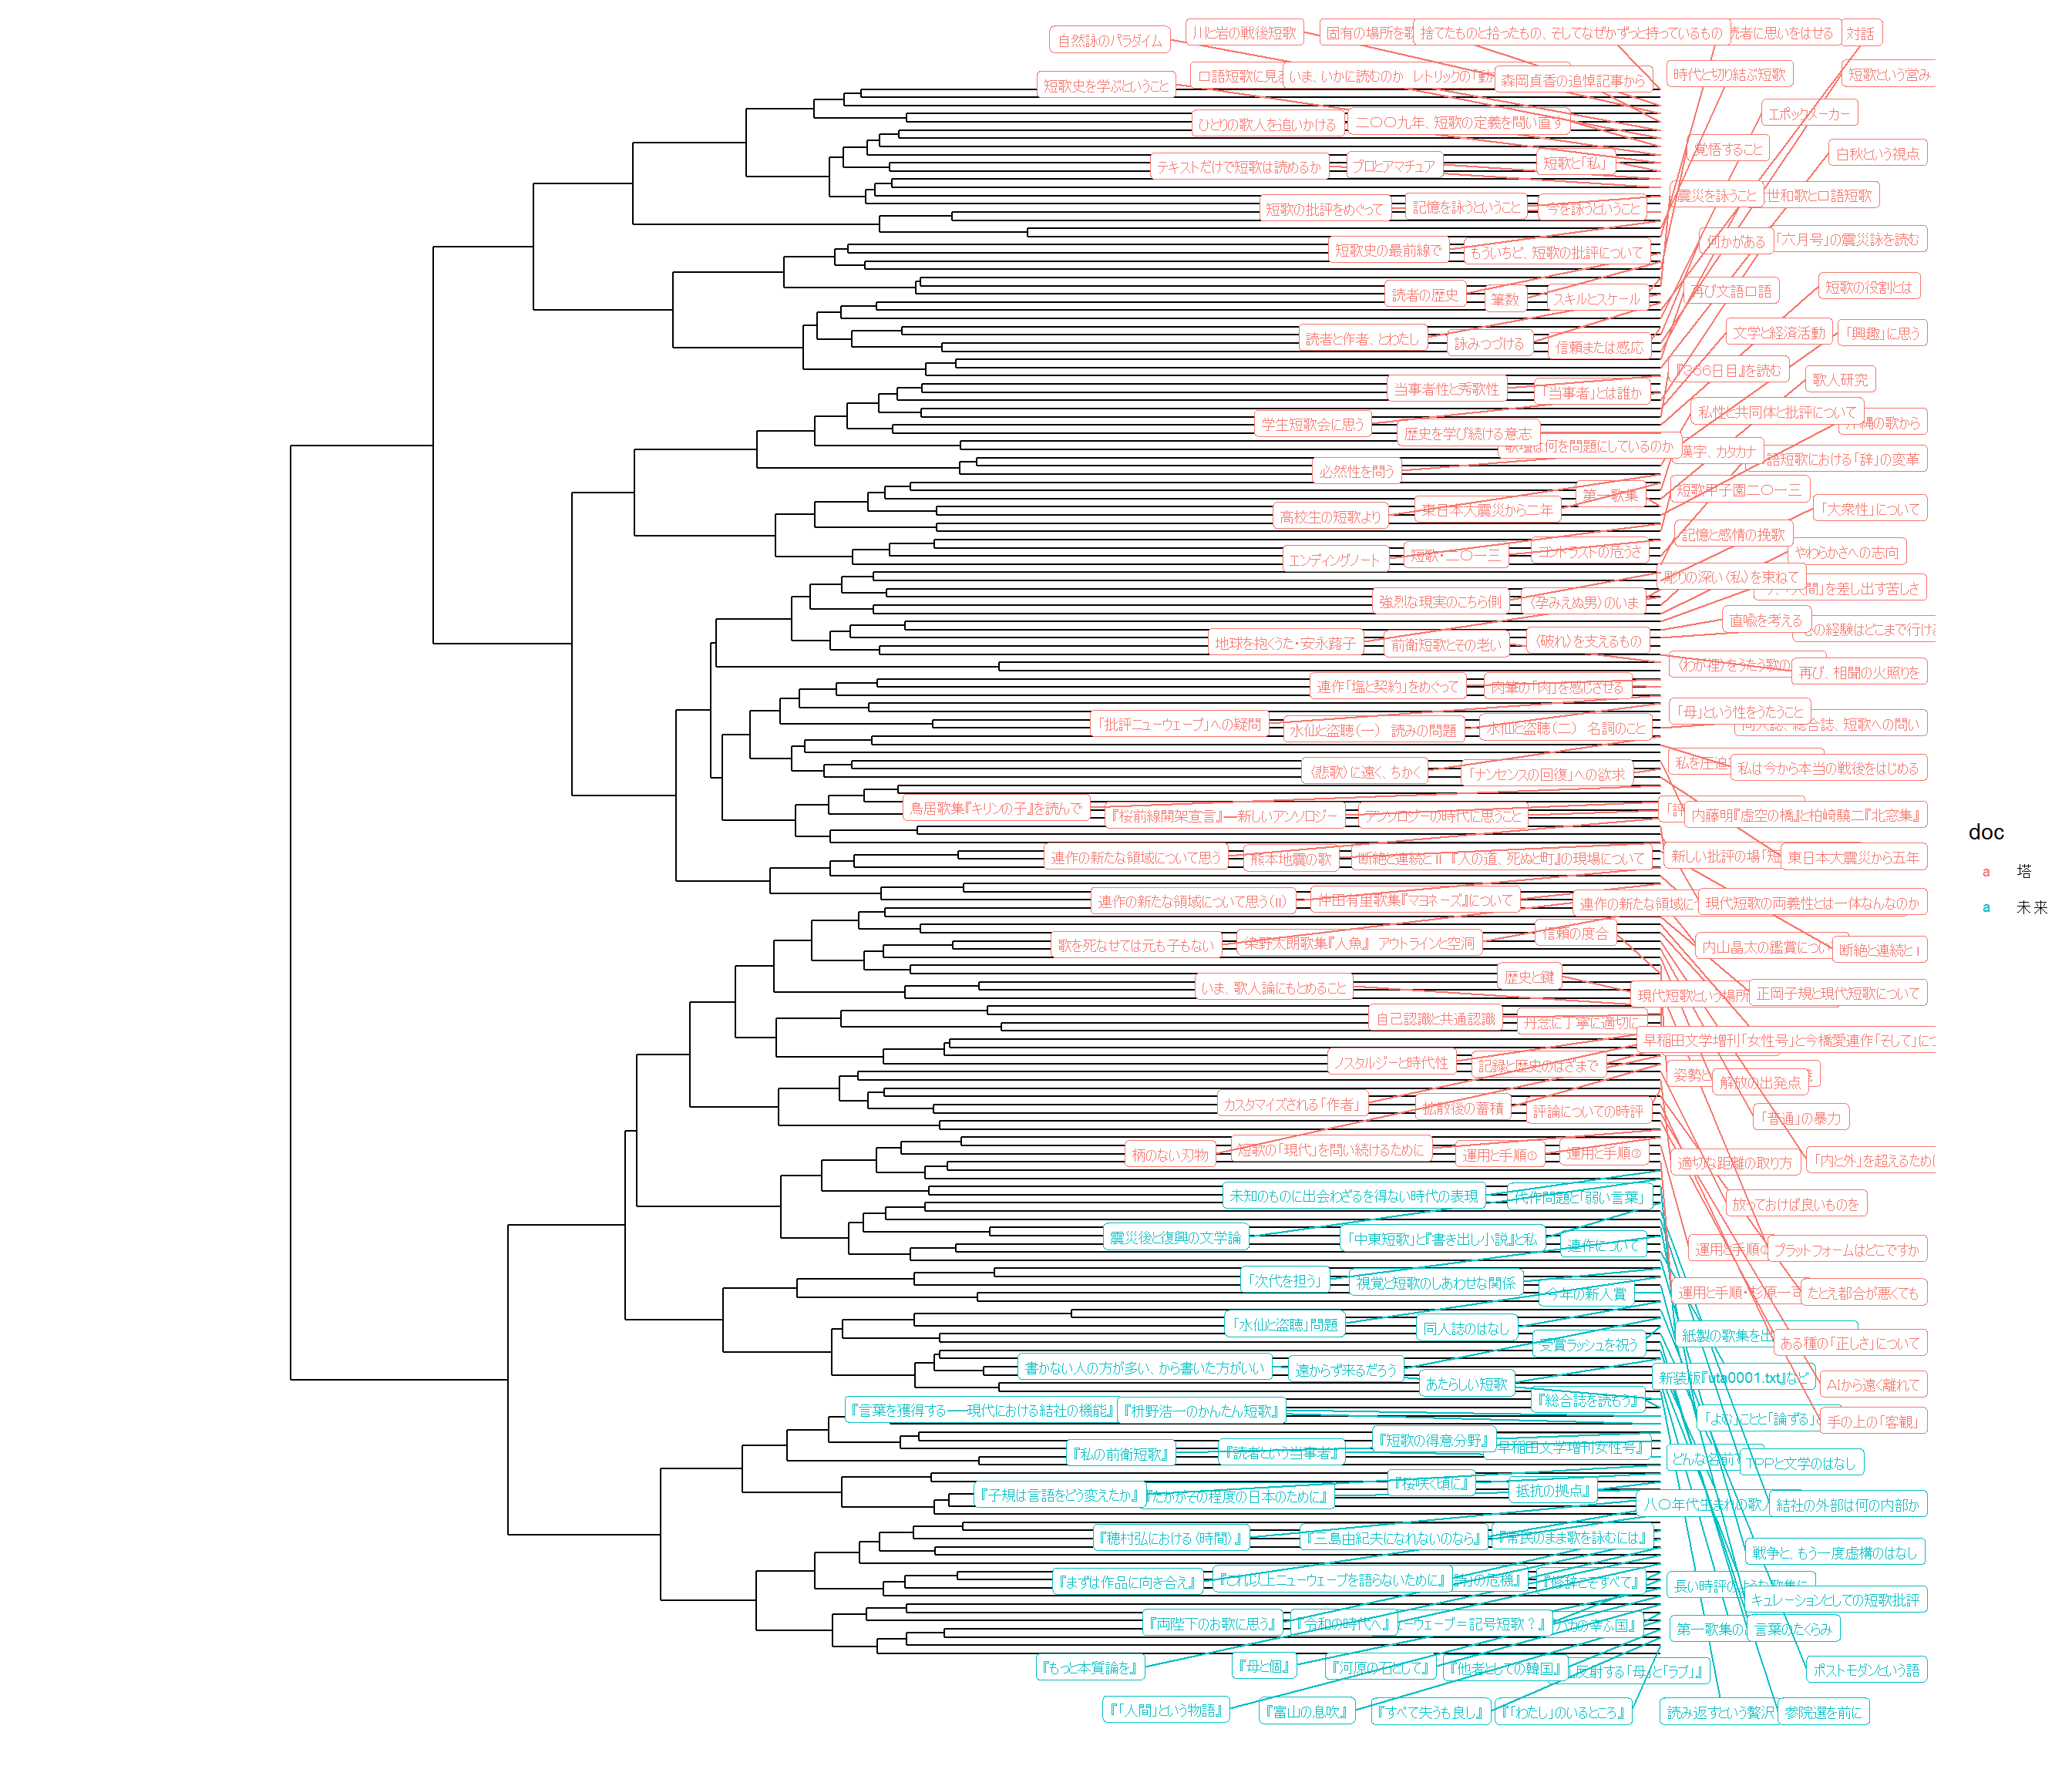 自然詠のパラダイム
川と岩の戦後短歌
固有の場所を歌
捨てたものと拾ったもの、そしてなぜかずっと持っているもの
読者に思いをはせる
対話
短歌史を学ぶということ
口語短歌に見る
いま、いかに読むのか レトリックの「動
森岡貞香の追悼記事から
時代と切り結ぶ短歌
短歌という営み
ひとりの歌人を追いかける
二〇〇九年、短歌の定義を問い直す
エポックメーカー
テキストだけで短歌は読めるか
プロとアマチュア
短歌と「私」
覚悟すること
白秋という視点
短歌の批評をめぐって
記憶を詠うということ
今を詠うということ
震災を詠うこと
世和歌と口語短歌
短歌史の最前線で
もういちど、短歌の批評について
何かがある
「六月号」の震災詠を読む
読者の歴史
筆数
スキルとスケール
再び文語口語
短歌の役割とは
読者と作者、とわたし
詠みつづける
信頼または感応
文学と経済活動
「興趣」に思う
当事者性と秀歌性
「当事者」とは誰か
『366日目』を読む
歌人研究
学生短歌会に思う
歴史を学び続ける意志
歌壇は何を問題にしているのか
私性と共同体と批評について
沖縄の歌から
必然性を問う
漢字、カタカナ
語短歌における「辞」の変革
高校生の短歌より
東日本大震災から二年
第一歌集
短歌甲子園二〇一三
「大衆性」について
エンディングノート
短歌・二〇一三
コントラストの危うさ
記憶と感情の挽歌
やわらかさへの志向
強烈な現実のこちら側
〈孕みえぬ男〉のいま
彫りの深い〈私〉を束ねて
間」を差し出す苦しさ
地球を抱くうた・安永蕗子
前衛短歌とその老い
〈破れ〉を支えるもの
直喩を考える
の経験はどこまで行ける
〈わが裡〉をうたう歌の
再び、相聞の火照りを
連作「塩と契約」をめぐって
肉筆の「肉」を感じさせる
「批評ニューウェーブ」への疑問
水仙と盗聴(一) 読みの問題
水仙と盗聴(二) 名詞のこと
「母」という性をうたうこと
同人誌、総合誌、短歌への問い
〈悲歌〉に遠く、ちかく
「ナンセンスの回復」への欲求
私を圧迫
私は今から本当の戦後をはじめる
鳥居歌集『キリンの子』を読んで
『桜前線開架宣言』―新しいアンソロジー
アンソロジーの時代に思うこと
「評
内藤明『虚空の橋』と柏崎驍二『北窓集』
連作の新たな領域について思う
熊本地震の歌
断絶と連続とⅡ 『人の道、死ぬと町』の現場について
新しい批評の場「短
東日本大震災から五年
連作の新たな領域について思う(Ⅱ)
仲田有里歌集『マヨネーズ』について
連作の新たな領域に
現代短歌の両義性とは一体なんなのか
歌を死なせては元も子もない
染野太朗歌集『人魚』 アウトラインと空洞
信頼の度合
内山晶太の鑑賞につい
断絶と連続とⅠ
いま、歌人論にもとめること
歴史と鍵
現代短歌という場所
正岡子規と現代短歌について
自己認識と共通認識
丹念に丁寧に適切に
早稲田文学増刊「女性号」と今橋愛連作「そして」につ
ノスタルジーと時代性
記録と歴史のはざまで
姿勢と
解放の出発点
カスタマイズされる「作者」
拡散後の蓄積
評論についての時評
「普通」の暴力
柄のない刃物
短歌の「現代」を問い続けるために
運用と手順①
運用と手順③
適切な距離の取り方
「内と外」を超えるため
未知のものに出会わざるを得ない時代の表現
代作問題と「弱い言葉」
放っておけば良いものを
震災後と復興の文学論
「中東短歌」と『書き出し小説』と私
連作について
運用と手順
プラットフォームはどこですか
「次代を担う」
視覚と短歌のしあわせな関係
今年の新人賞
運用と手順・杉原一司
たとえ都合が悪くても
「水仙と盗聴」問題
同人誌のはなし
受賞ラッシュを祝う
紙製の歌集を出
ある種の「正しさ」について
書かない人の方が多い、から書いた方がいい
遠からず来るだろう
あたらしい短歌
新装版『uta0001.txt』など
AIから遠く離れて
『言葉を獲得する―現代における結社の機能』
『枡野浩一のかんたん短歌』
『総合誌を読もう』
「よむ」ことと「論ずる」
手の上の「客観」
『私の前衛短歌』
『読者という当事者』
『短歌の得意分野』
早稲田文学増刊女性号』
どんな名前
TPPと文学のはなし
『子規は言語をどう変えたか』
『たかがその程度の日本のために』
『桜咲く頃に』
抵抗の拠点』
八〇年代生まれの歌人
結社の外部は何の内部か
『穂村弘における〈時間〉』
『三島由紀夫になれないのなら』
『常民のまま歌を詠むには』
戦争と、もう一度虚構のはなし
『まずは作品に向き合え』
『これ以上ニューウェーブを語らないために』
詩」の危機』
『修辞こそすべて』
長い時評のような歌集に
キュレーションとしての短歌批評
『両陛下のお歌に思う』
『令和の時代へ』
ーウェーブ=記号短歌?』
の幸ふ国』
第一歌集の
言葉のたくらみ
『もっと本質論を』
『母と個』
『河原の石として』
『他者としての韓国』
反射する「母」と「ラブ」』
ポストモダンという語
『「人間」という物語』
『富山の息吹』
『すべて失うも良し』
『「わたし」のいるところ』
読み返すという贅沢
参院選を前に
doc
a 塔
a 未来